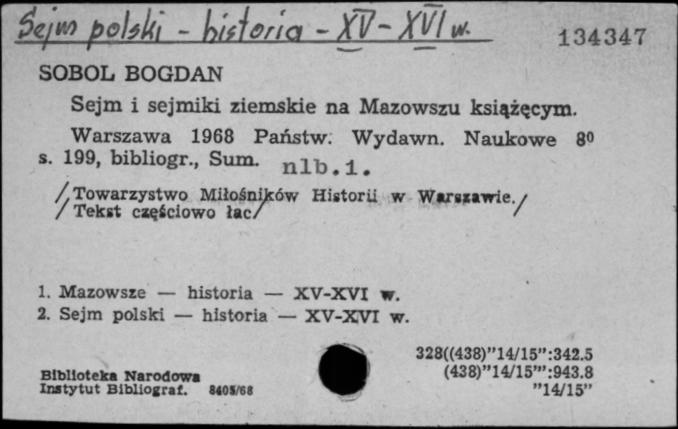 Sejm polski - historia - XV - XVI w.
134347
SOBOL BOGDAN
Sejm i sejmiki ziemskie na Mazowszu książęcym.
Warszawa 1968 Państw. Wydawn. Naukowe 8⁰
s. 199, bibliogr., Sum. nlb.1.
/Towarzystwo Miłośników Historii w Warszawie./
/Tekst częściowo łac/
1. Mazowsze — historia — XV-XVI w.
2. Sejm polski — historia — XV-XVI w.
328((438)"14/15":342.5
(438)"14/15"':943.8
"14/15"
Biblioteka Narodowa
Instytut Bibliograf. 8405/68